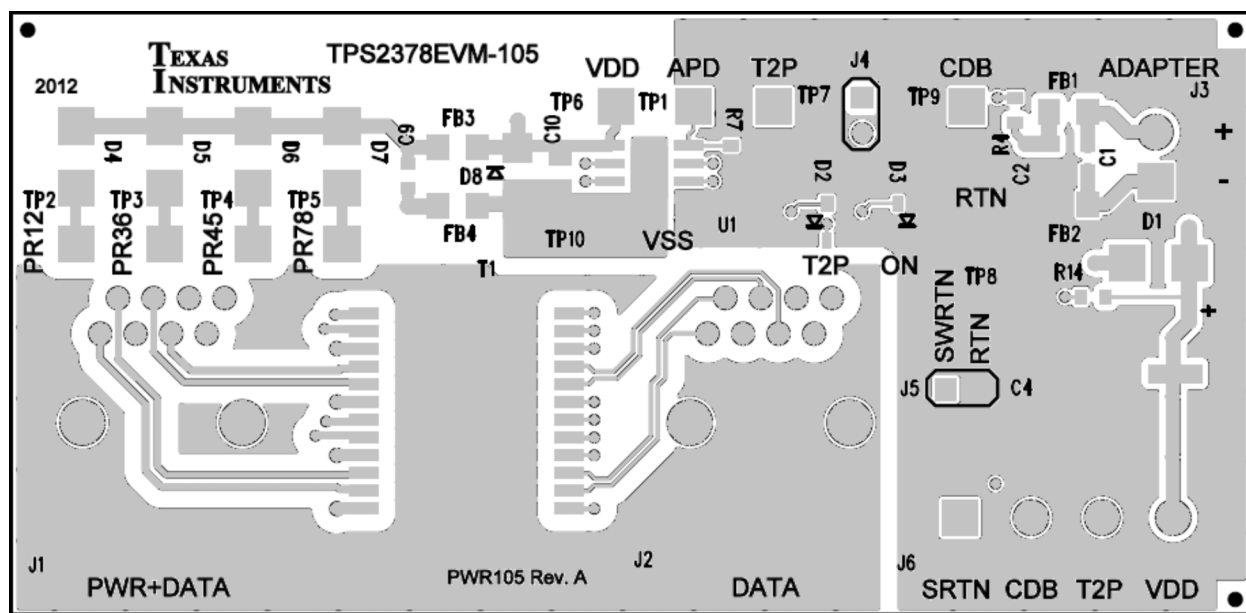 TEXAS INSTRUMENTS
TPS2378EVM-105
2012
VDD
APD
T2P
J4
CDB
FB1
ADAPTER
J3
TP6
TP1
TP7
TP9
FB3
C9
C10
R7
R4
C2
C1
+
-
D4
D5
D6
D7
D8
D2
D3
RTN
TP2
TP3
TP4
TP5
PR12
PR36
PR45
PR78
FB4
TP10
VSS
U1
T1
T2P
ON
FB2
D1
R14
TP8
+
SWRTN
RTN
J5
C4
J1
PWR+DATA
PWR105 Rev. A
J2
DATA
J6
SRTN
CDB
T2P
VDD